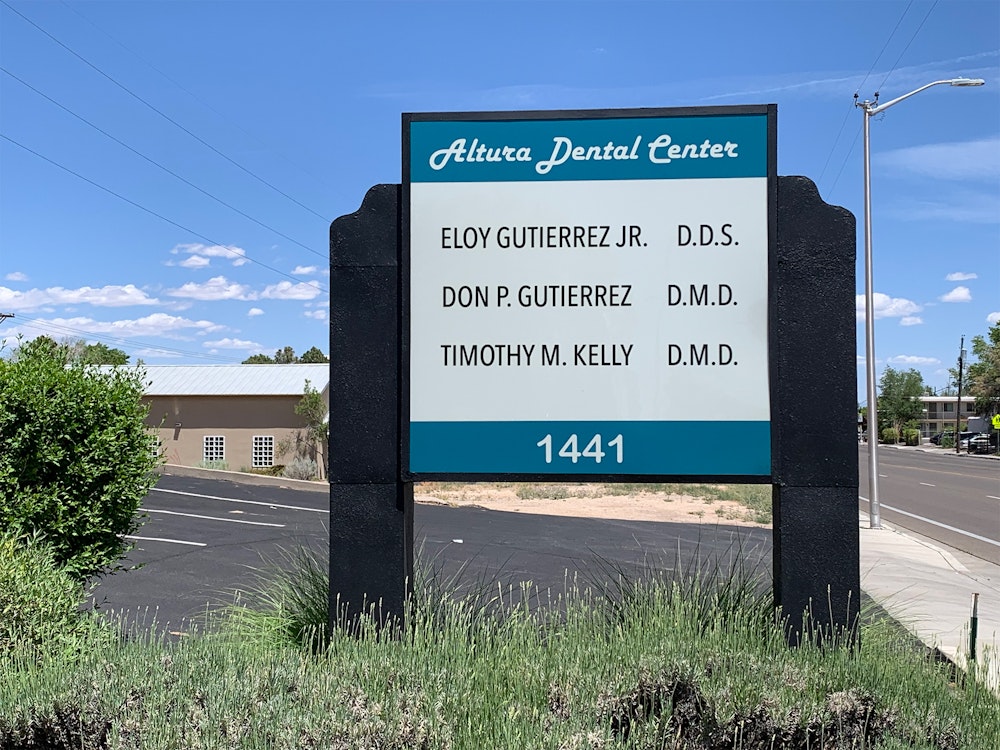 Altura Dental Center
ELOY GUTIERREZ JR. D.D.S.
DON P. GUTIERREZ D.M.D.
TIMOTHY M. KELLY D.M.D.
1441